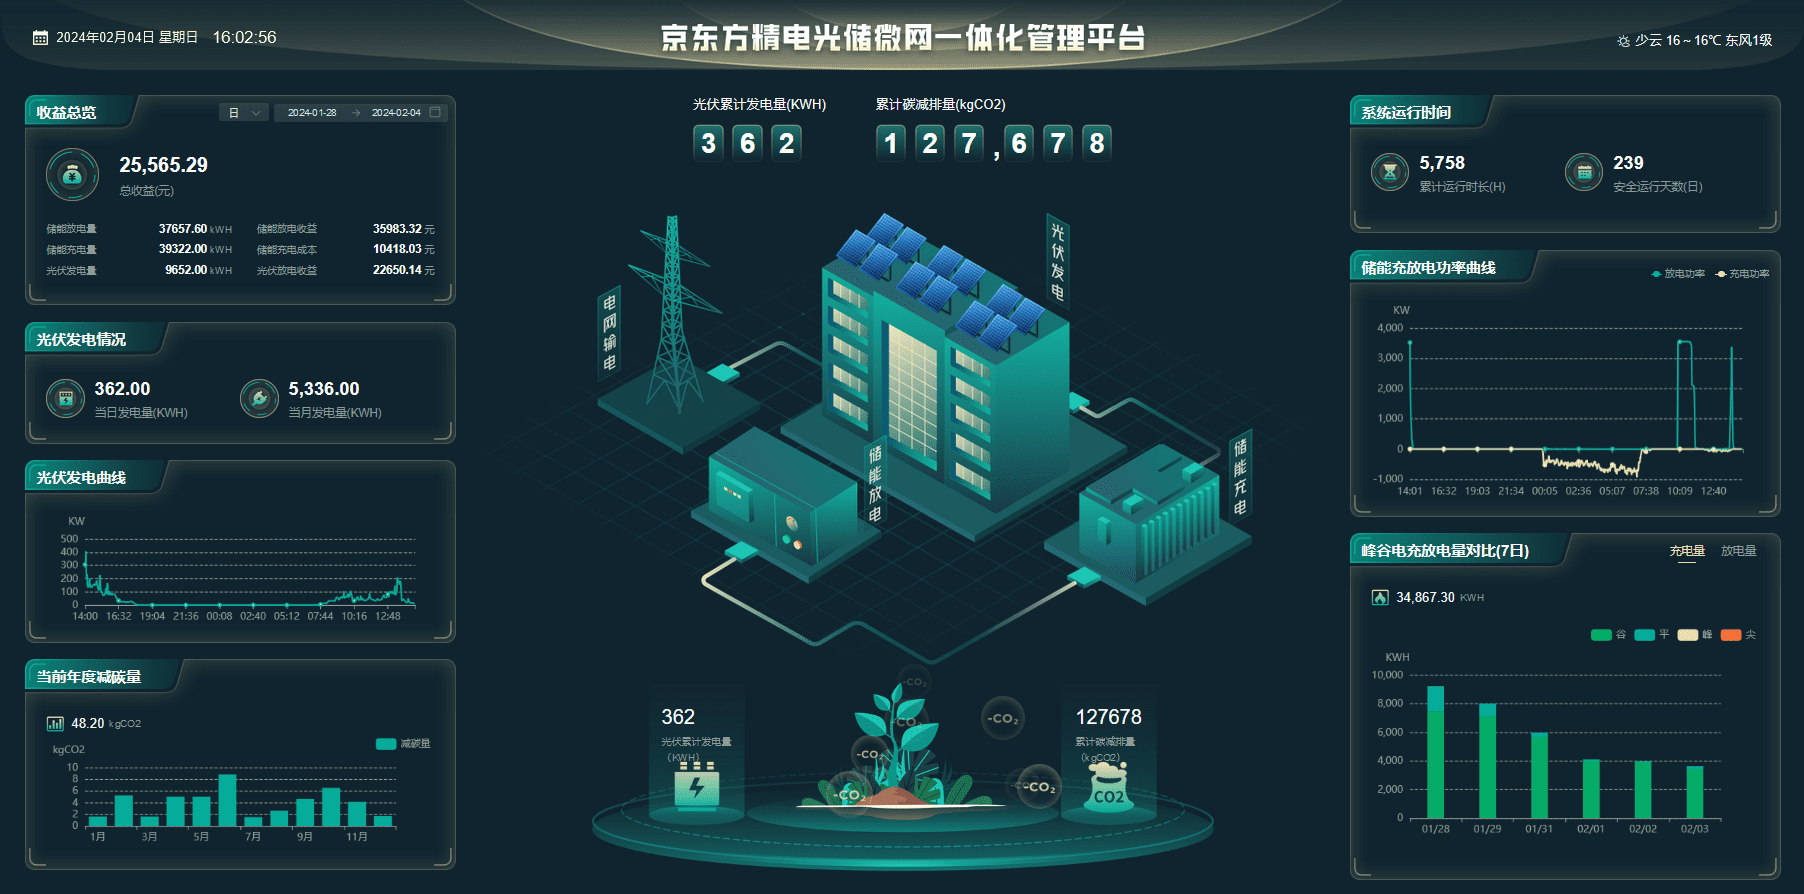 2024年02月04日 星期日 16:02:56
京东方精电光储微网一体化管理平台
少云 16～16℃ 东风1级
收益总览
日
2024-01-28 → 2024-02-04
25,565.29
总收益(元)
储能放电量 37657.60 kWH 储能放电收益 35983.32 元
储能充电量 39322.00 kWH 储能充电成本 10418.03 元
光伏发电量 9652.00 kWH 光伏放电收益 22650.14 元
光伏发电情况
362.00
当日发电量(KWH)
5,336.00
当月发电量(KWH)
光伏发电曲线
KW
500
400
300
200
100
0
14:00 16:32 19:04 21:36 00:08 02:40 05:12 07:44 10:16 12:48
当前年度减碳量
48.20 kgCO2
kgCO2
减碳量
10
8
6
4
2
0
1月 3月 5月 7月 9月 11月
光伏累计发电量(KWH)
362
累计碳减排量(kgCO2)
127,678
电网输电
光伏发电
储能放电
储能充电
362
光伏累计发电量
（KWH）
127678
累计碳减排量
（kgCO2）
-CO₂
-CO₂
-CO₂
-CO₂
-CO₂
-CO₂
CO2
系统运行时间
5,758
累计运行时长(H)
239
安全运行天数(日)
储能充放电功率曲线
放电功率 充电功率
KW
4,000
3,000
2,000
1,000
0
-1,000
14:01 16:32 19:03 21:34 00:05 02:36 05:07 07:38 10:09 12:40
峰谷电充放电量对比(7日)
充电量 放电量
34,867.30 KWH
谷 平 峰 尖
KWH
10,000
8,000
6,000
4,000
2,000
0
01/28 01/29 01/31 02/01 02/02 02/03